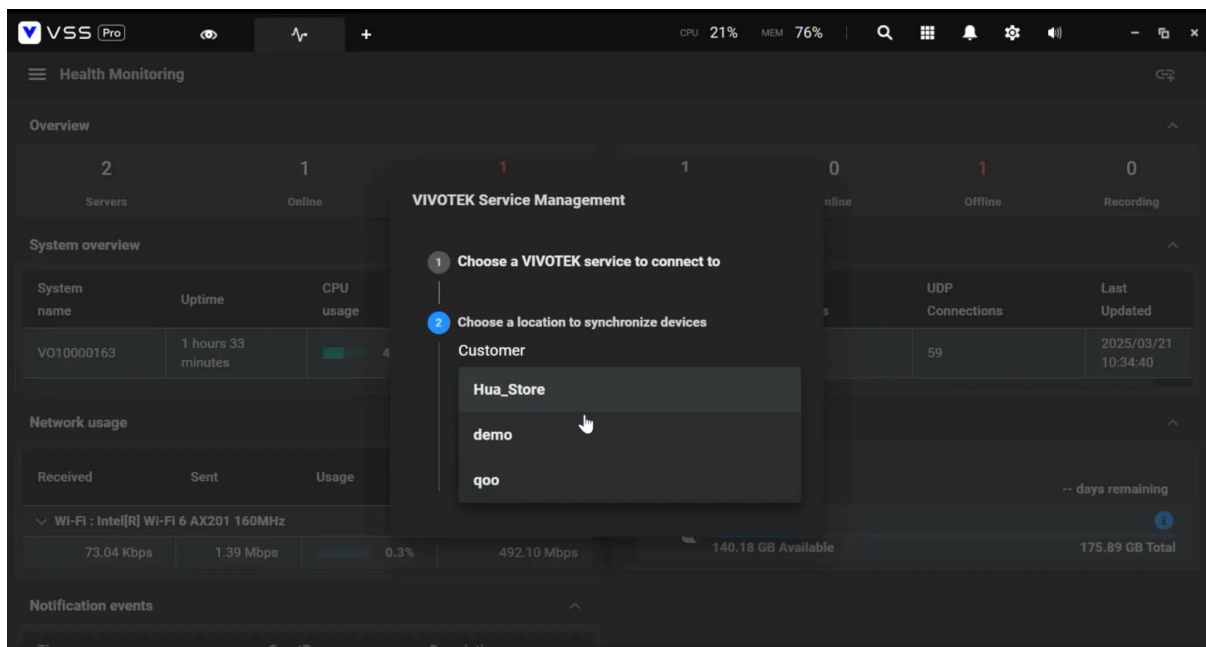 VSS Pro
CPU 21% MEM 76%
Health Monitoring
Overview
2 1 1 1 0 1 0
Servers Online nline Offline Recording
VIVOTEK Service Management
System overview
1 Choose a VIVOTEK service to connect to
System name Uptime CPU usage s UDP Connections Last Updated
2 Choose a location to synchronize devices
VO10000163 1 hours 33 minutes 4 59 2025/03/21 10:34:40
Customer
Hua_Store
demo
qoo
Network usage
Received Sent Usage
-- days remaining
Wi-Fi : Intel[R] Wi-Fi 6 AX201 160MHz
73.04 Kbps 1.39 Mbps 0.3% 492.10 Mbps
140.18 GB Available 175.89 GB Total
Notification events